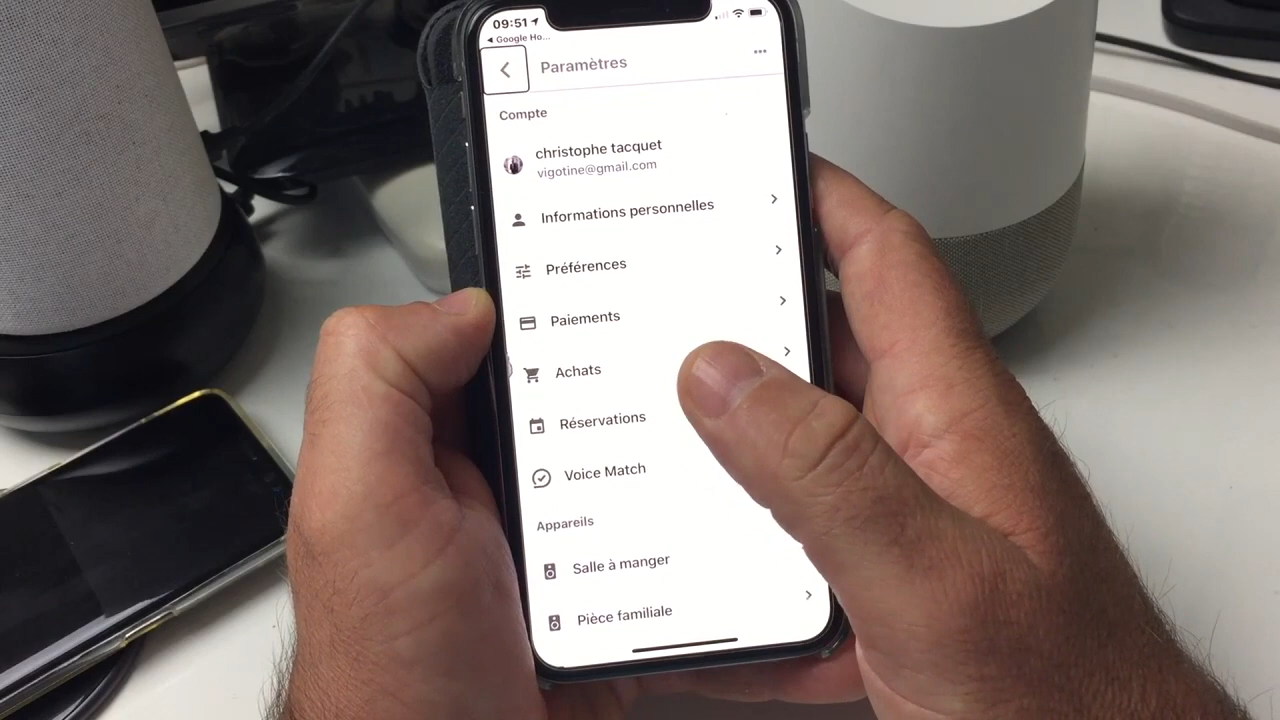 09:51
Google Ho...
Paramètres
Compte
christophe tacquet
vigotine@gmail.com
Informations personnelles
Préférences
Paiements
Achats
Réservations
Voice Match
Appareils
Salle à manger
Pièce familiale